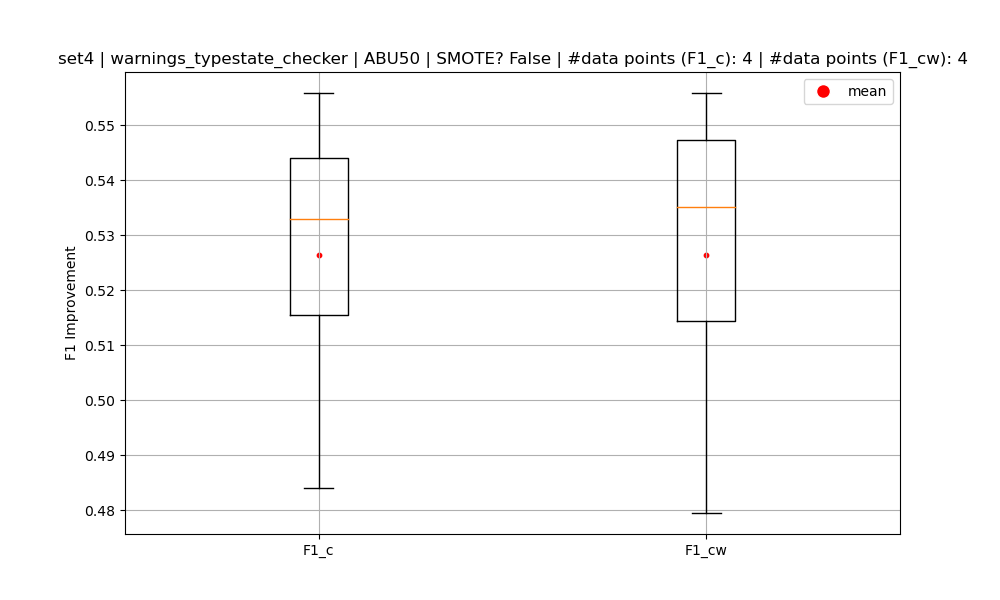 set4 | warnings_typestate_checker | ABU50 | SMOTE? False | #data points (F1_c): 4 | #data points (F1_cw): 4
mean
F1 Improvement
0.55
0.54
0.53
0.52
0.51
0.50
0.49
0.48
F1_c
F1_cw